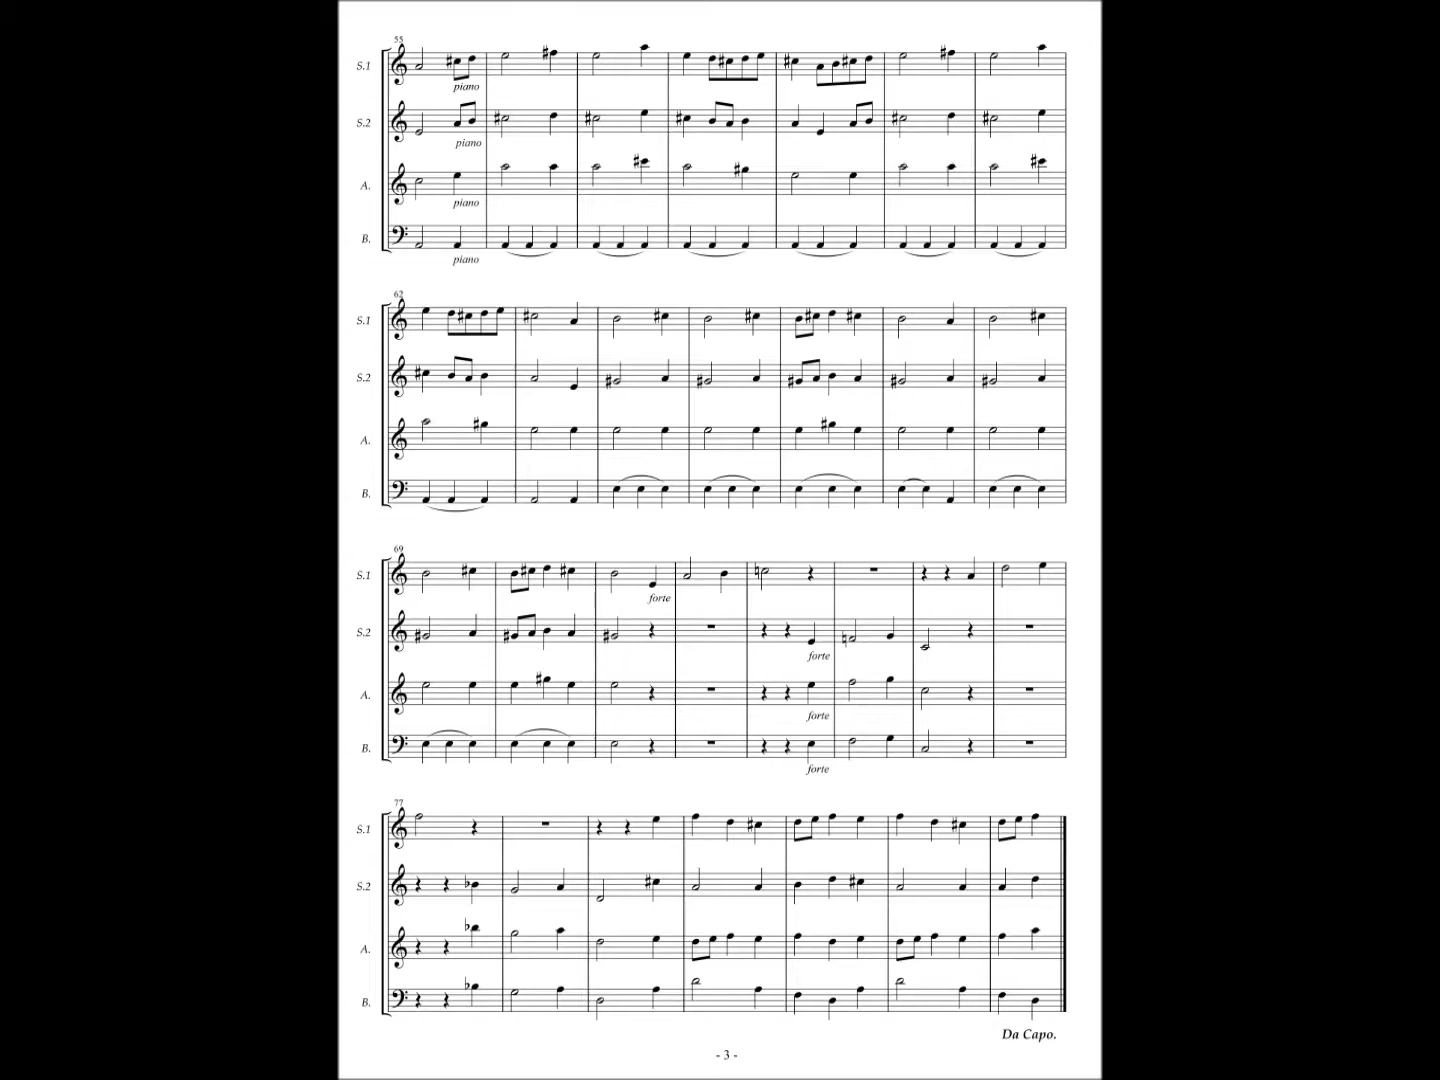 55
S.1
piano
S.2
piano
A.
piano
B.
piano
62
S.1
S.2
A.
B.
69
S.1
forte
S.2
forte
A.
forte
B.
forte
77
S.1
S.2
A.
B.
Da Capo.
- 3 -